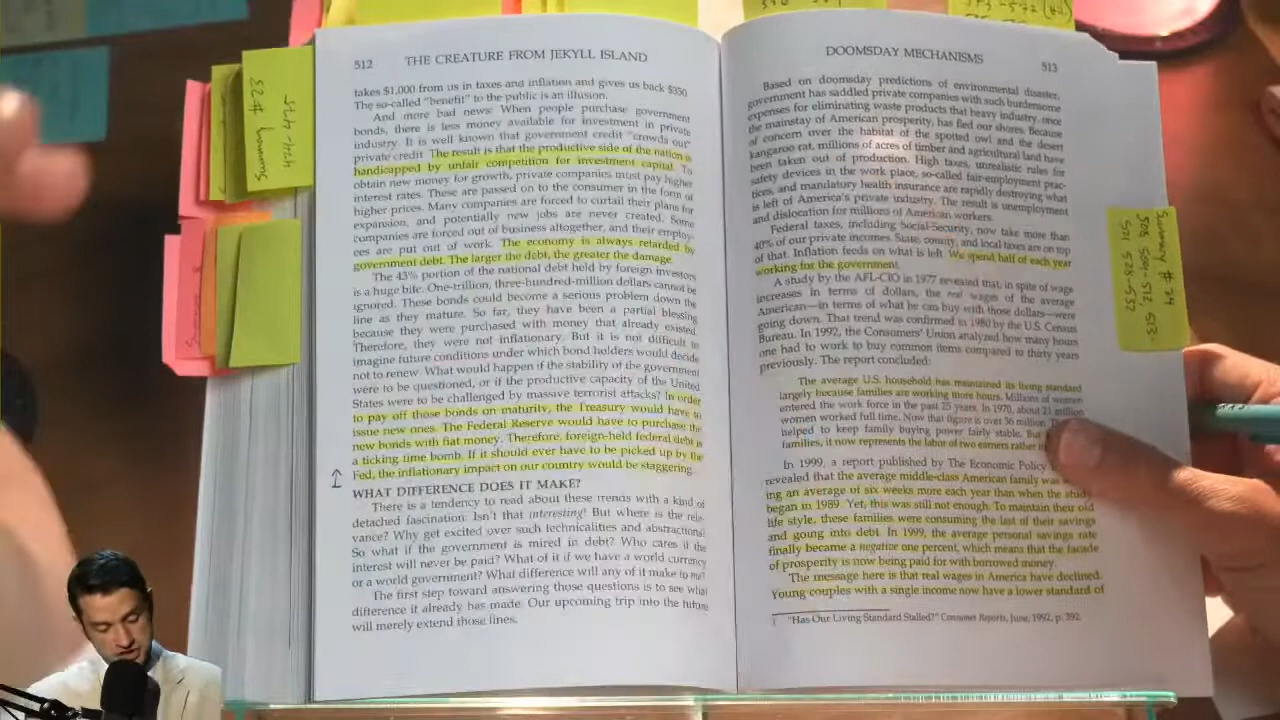 512 THE CREATURE FROM JEKYLL ISLAND
takes $1,000 from us in taxes and inflation and gives us back $350
The so-called "benefit" to the public is an illusion.
And more bad news: When people purchase government
bonds, there is less money available for investment in private
industry. It is well known that government credit "crowds out"
private credit. The result is that the productive side of the nation is
handicapped by unfair competition for investment capital. To
obtain new money for growth, private companies must pay higher
interest rates. These are passed on to the consumer in the form of
higher prices. Many companies are forced to curtail their plans for
expansion, and potentially new jobs are never created. Some
companies are forced out of business altogether, and their employ-
ees are put out of work. The economy is always retarded by
government debt. The larger the debt, the greater the damage.
The 43% portion of the national debt held by foreign investors
is a huge bite. One-trillion, three-hundred-million dollars cannot be
ignored. These bonds could become a serious problem down the
line as they mature. So far, they have been a partial blessing
because they were purchased with money that already existed.
Therefore, they were not inflationary. But it is not difficult to
imagine future conditions under which bond holders would decide
not to renew. What would happen if the stability of the government
were to be questioned, or if the productive capacity of the United
States were to be challenged by massive terrorist attacks? In order
to pay off those bonds on maturity, the Treasury would have to
issue new ones. The Federal Reserve would have to purchase the
new bonds with fiat money. Therefore, foreign-held federal debt is
a ticking time bomb. If it should ever have to be picked up by the
Fed, the inflationary impact on our country would be staggering.
WHAT DIFFERENCE DOES IT MAKE?
There is a tendency to read about these trends with a kind of
detached fascination. Isn't that interesting! But where is the rele-
vance? Why get excited over such technicalities and abstractions?
So what if the government is mired in debt? Who cares if the
interest will never be paid? What of it if we have a world currency
or a world government? What difference will any of it make to me?
The first step toward answering those questions is to see what
difference it already has made. Our upcoming trip into the future
will merely extend those lines.
DOOMSDAY MECHANISMS 513
Based on doomsday predictions of environmental disaster,
government has saddled private companies with such burdensome
expenses for eliminating waste products that heavy industry, once
the mainstay of American prosperity, has fled our shores. Because
of concern over the habitat of the spotted owl and the desert
kangaroo rat, millions of acres of timber and agricultural land have
been taken out of production. High taxes, unrealistic rules for
safety devices in the work place, so-called fair-employment prac-
tices, and mandatory health insurance are rapidly destroying what
is left of America's private industry. The result is unemployment
and dislocation for millions of American workers.
Federal taxes, including Social-Security, now take more than
40% of our private incomes. State, county, and local taxes are on top
of that. Inflation feeds on what is left. We spend half of each year
working for the government.
A study by the AFL-CIO in 1977 revealed that, in spite of wage
increases in terms of dollars, the real wages of the average
American—in terms of what he can buy with those dollars—were
going down. That trend was confirmed in 1980 by the U.S. Census
Bureau. In 1992, the Consumers' Union analyzed how many hours
one had to work to buy common items compared to thirty years
previously. The report concluded:
The average U.S. household has maintained its living standard
largely because families are working more hours. Millions of women
entered the work force in the past 25 years. In 1970, about 21 million
women worked full time. Now that figure is over 36 million.
helped to keep family buying power fairly stable. But
families, it now represents the labor of two earners rather
In 1999, a report published by The Economic Policy
revealed that the average middle-class American family was
ing an average of six weeks more each year than when the study
began in 1989. Yet, this was still not enough. To maintain their old
life style, these families were consuming the last of their savings
and going into debt. In 1999, the average personal savings rate
finally became a negative one percent, which means that the facade
of prosperity is now being paid for with borrowed money.
The message here is that real wages in America have declined.
Young couples with a single income now have a lower standard of
1 "Has Our Living Standard Stalled?" Consumer Reports, June, 1992, p. 392.
Summary #24
508, 509-512, 513-
521 528-532